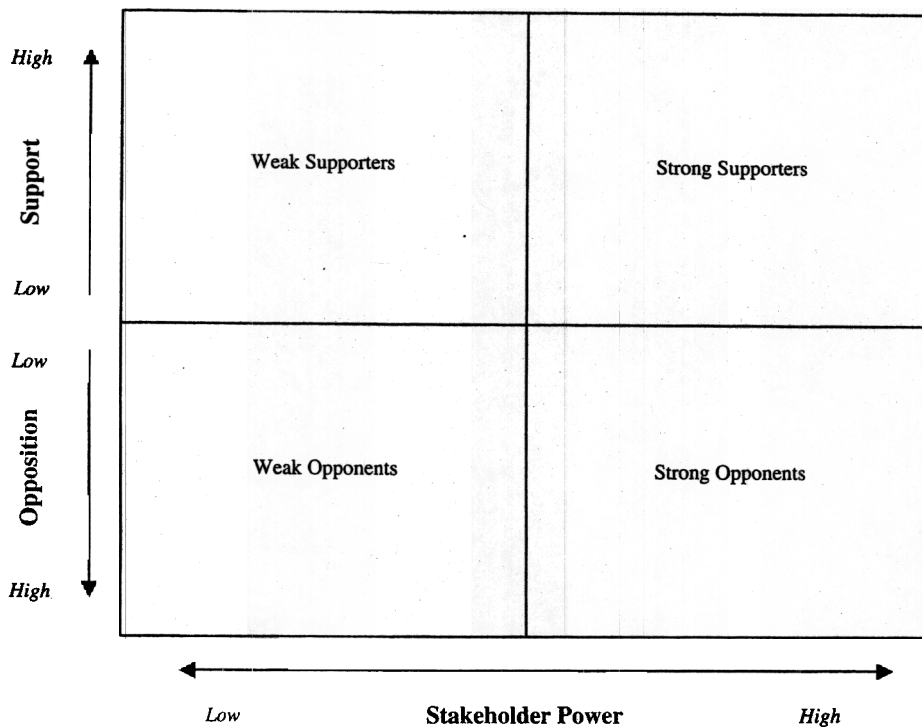 High
Support
Weak Supporters
Strong Supporters
Low
Low
Opposition
Weak Opponents
Strong Opponents
High
Low
Stakeholder Power
High